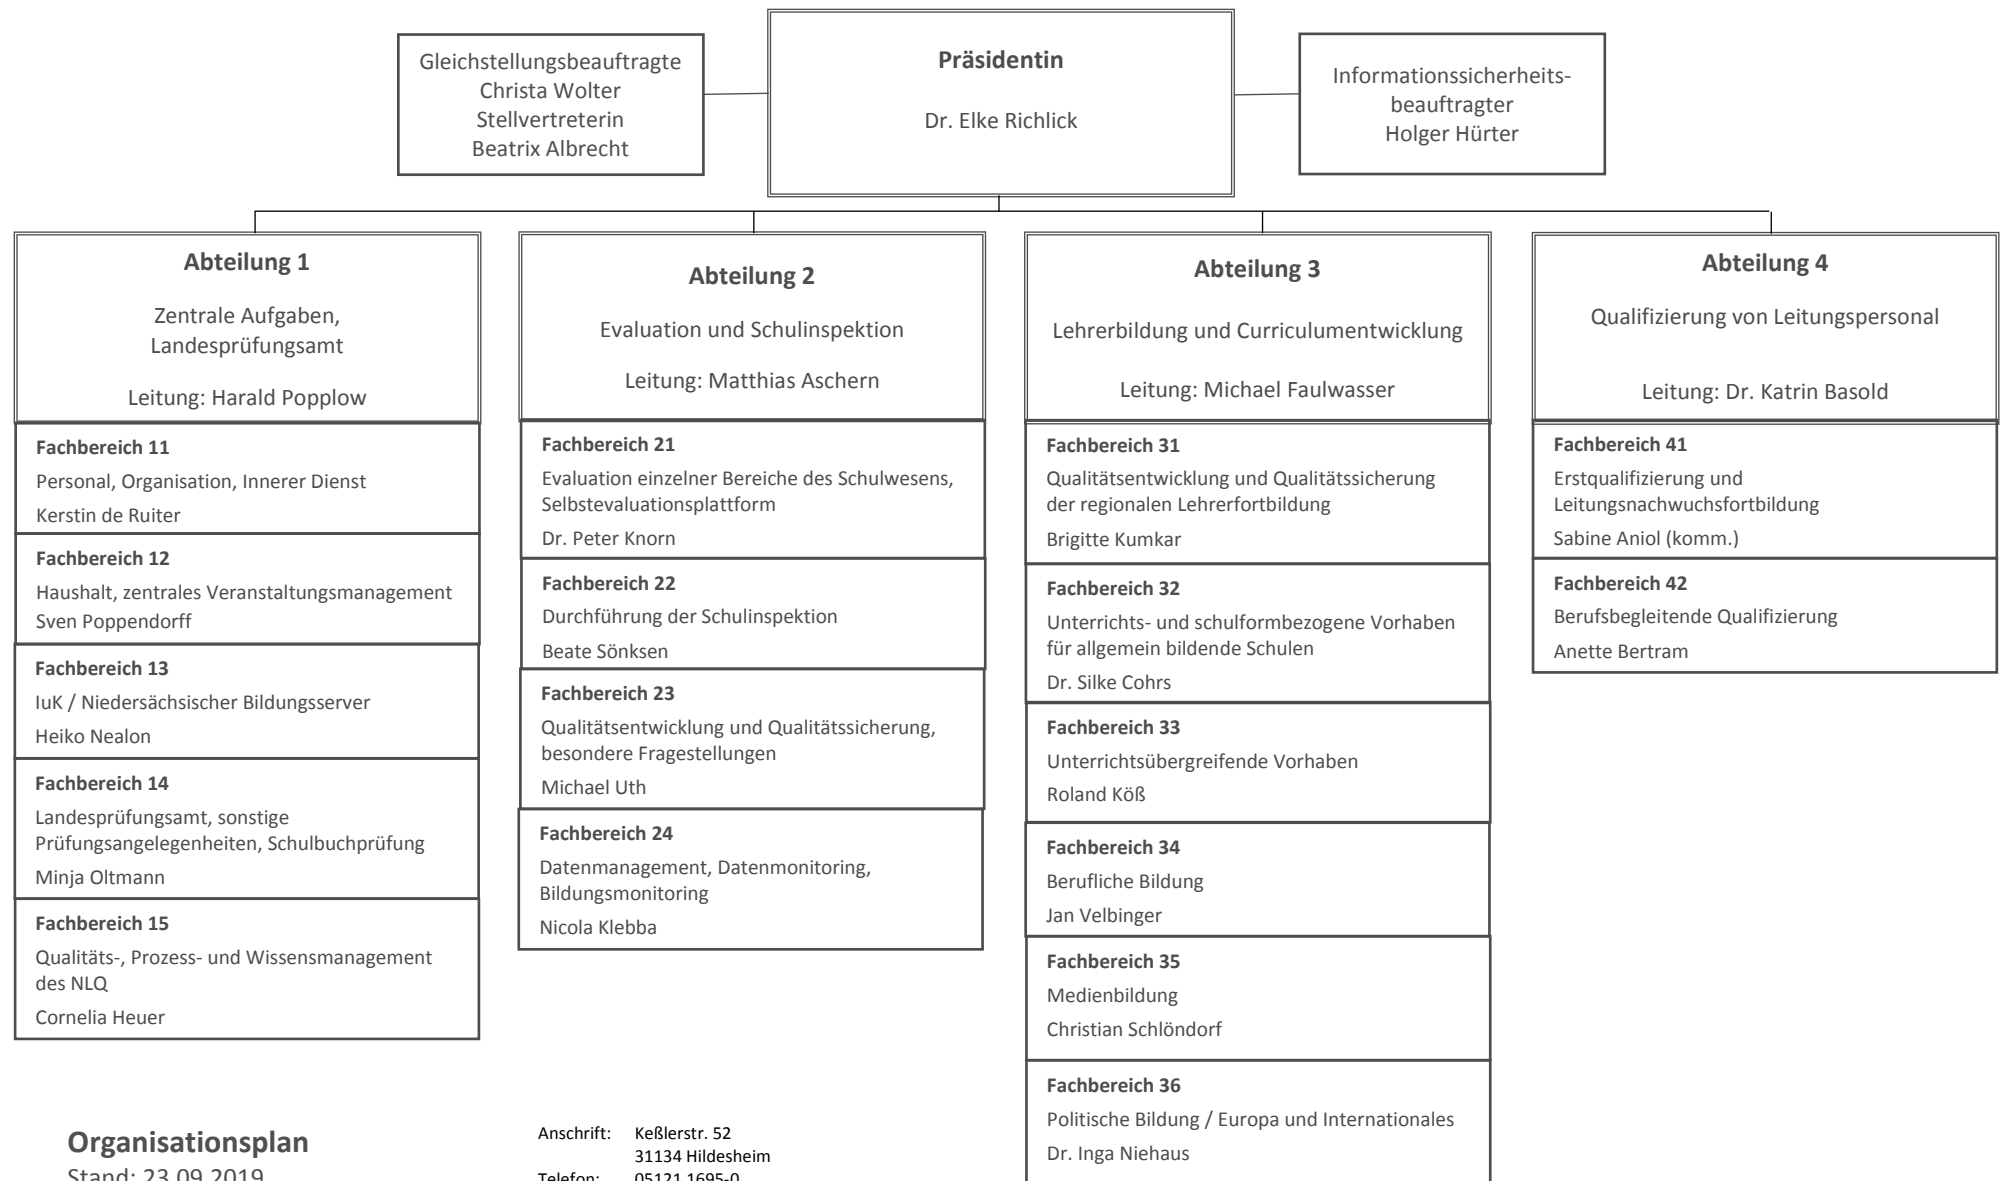 Gleichstellungsbeauftragte
Christa Wolter
Stellvertreterin
Beatrix Albrecht
Präsidentin
Dr. Elke Richlick
Informationssicherheits-
beauftragter
Holger Hürter
Abteilung 1
Zentrale Aufgaben,
Landesprüfungsamt
Leitung: Harald Popplow
Fachbereich 11
Personal, Organisation, Innerer Dienst
Kerstin de Ruiter
Fachbereich 12
Haushalt, zentrales Veranstaltungsmanagement
Sven Poppendorff
Fachbereich 13
IuK / Niedersächsischer Bildungsserver
Heiko Nealon
Fachbereich 14
Landesprüfungsamt, sonstige
Prüfungsangelegenheiten, Schulbuchprüfung
Minja Oltmann
Fachbereich 15
Qualitäts-, Prozess- und Wissensmanagement
des NLQ
Cornelia Heuer
Abteilung 2
Evaluation und Schulinspektion
Leitung: Matthias Aschern
Fachbereich 21
Evaluation einzelner Bereiche des Schulwesens,
Selbstevaluationsplattform
Dr. Peter Knorn
Fachbereich 22
Durchführung der Schulinspektion
Beate Sönksen
Fachbereich 23
Qualitätsentwicklung und Qualitätssicherung,
besondere Fragestellungen
Michael Uth
Fachbereich 24
Datenmanagement, Datenmonitoring,
Bildungsmonitoring
Nicola Klebba
Abteilung 3
Lehrerbildung und Curriculumentwicklung
Leitung: Michael Faulwasser
Fachbereich 31
Qualitätsentwicklung und Qualitätssicherung
der regionalen Lehrerfortbildung
Brigitte Kumkar
Fachbereich 32
Unterrichts- und schulformbezogene Vorhaben
für allgemein bildende Schulen
Dr. Silke Cohrs
Fachbereich 33
Unterrichtsübergreifende Vorhaben
Roland Köß
Fachbereich 34
Berufliche Bildung
Jan Velbinger
Fachbereich 35
Medienbildung
Christian Schlöndorf
Fachbereich 36
Politische Bildung / Europa und Internationales
Dr. Inga Niehaus
Abteilung 4
Qualifizierung von Leitungspersonal
Leitung: Dr. Katrin Basold
Fachbereich 41
Erstqualifizierung und
Leitungsnachwuchsfortbildung
Sabine Aniol (komm.)
Fachbereich 42
Berufsbegleitende Qualifizierung
Anette Bertram
Organisationsplan
Stand: 23.09.2019
Anschrift: Keßlerstr. 52
31134 Hildesheim
Telefon: 05121 1695-0